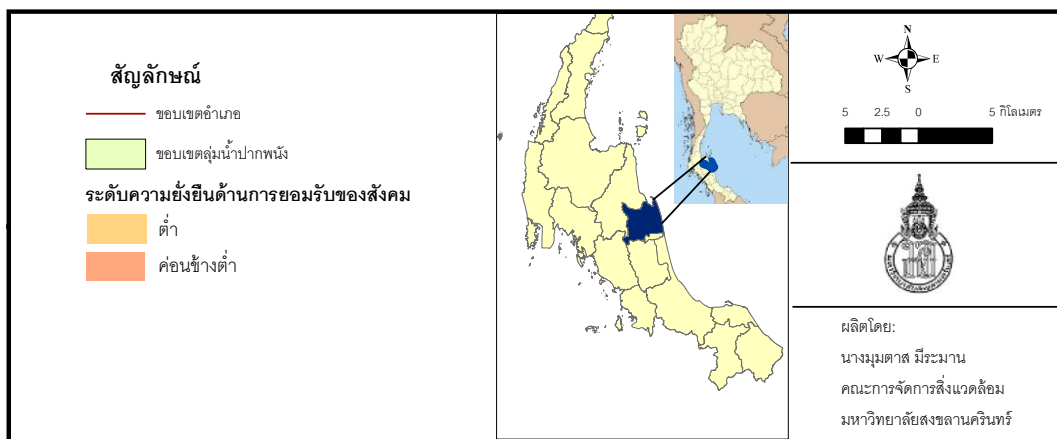 สัญลักษณ์
ขอบเขตอำเภอ
ขอบเขตลุ่มน้ำปากพนัง
ระดับความยั่งยืนด้านการยอมรับของสังคม
ต่ำ
ค่อนข้างต่ำ
N
W E
S
5 2.5 0 5 กิโลเมตร
ผลิตโดย:
นางมุมตาส มีระมาน
คณะการจัดการสิ่งแวดล้อม
มหาวิทยาลัยสงขลานครินทร์